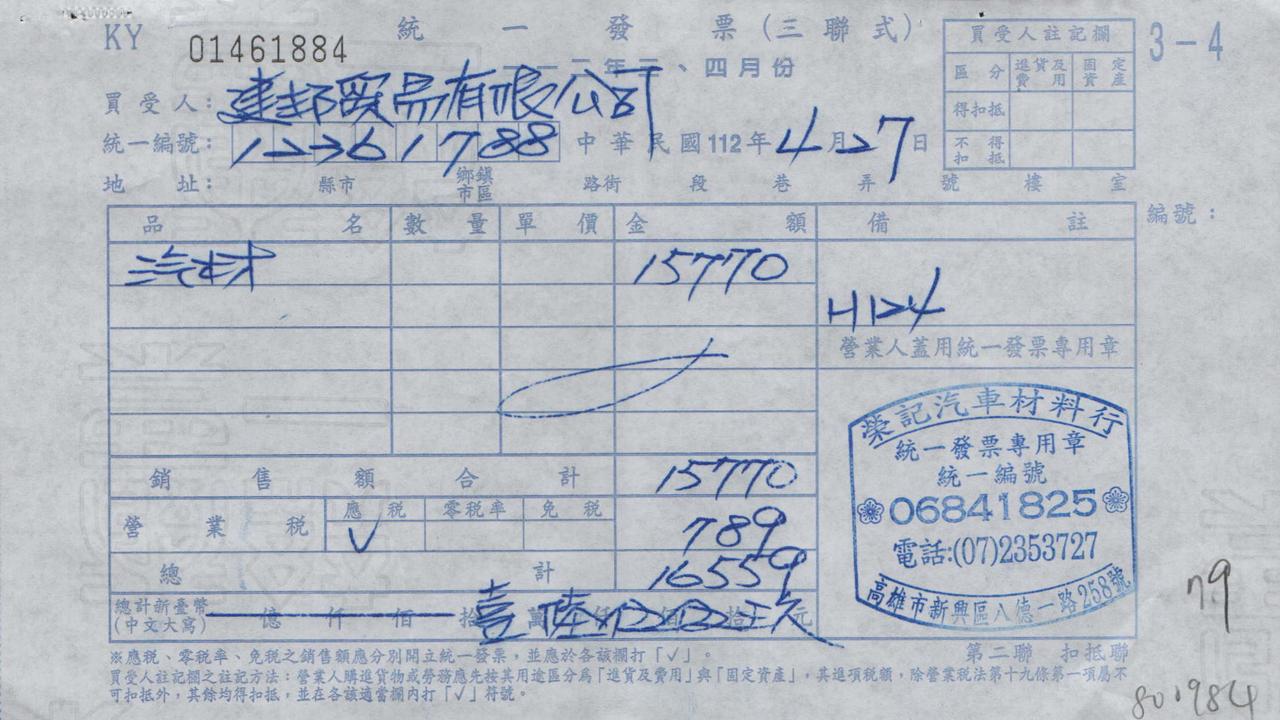 KY 01461884
統一發票(三聯式)
3-4
一一二年三、四月份
買受人: 建邦貿易有限公司
統一編號: 12261788 中華民國112年4月27日
地 址: 縣市 鄉鎮市區 路街 段 巷 弄 號 樓 室
買受人註記欄
區分 進貨及費用 固定資產
得扣抵
不得扣抵
編號:
品名 數量 單價 金額 備註
汽材 15770
H124
營業人蓋用統一發票專用章
榮記汽車材料行
統一發票專用章
統一編號
06841825
電話:(07)2353727
高雄市新興區八德一路258號
銷售額合計 15770
營業稅 應稅 零稅率 免稅 789
V
總計 16559
總計新臺幣
(中文大寫) 億 仟 佰 拾 壹 萬 陸 仟 佰 拾 元
※應稅、零稅率、免稅之銷售額應分別開立統一發票,並應於各該欄打「√」。
第二聯 扣抵聯
買受人註記欄之註記方法:營業人購進貨物或勞務應先按其用途區分為「進貨及費用」與「固定資產」,其進項稅額,除營業稅法第十九條第一項屬不
可扣抵外,其餘均得扣抵,並在各該適當欄內打「√」符號。
79
801984